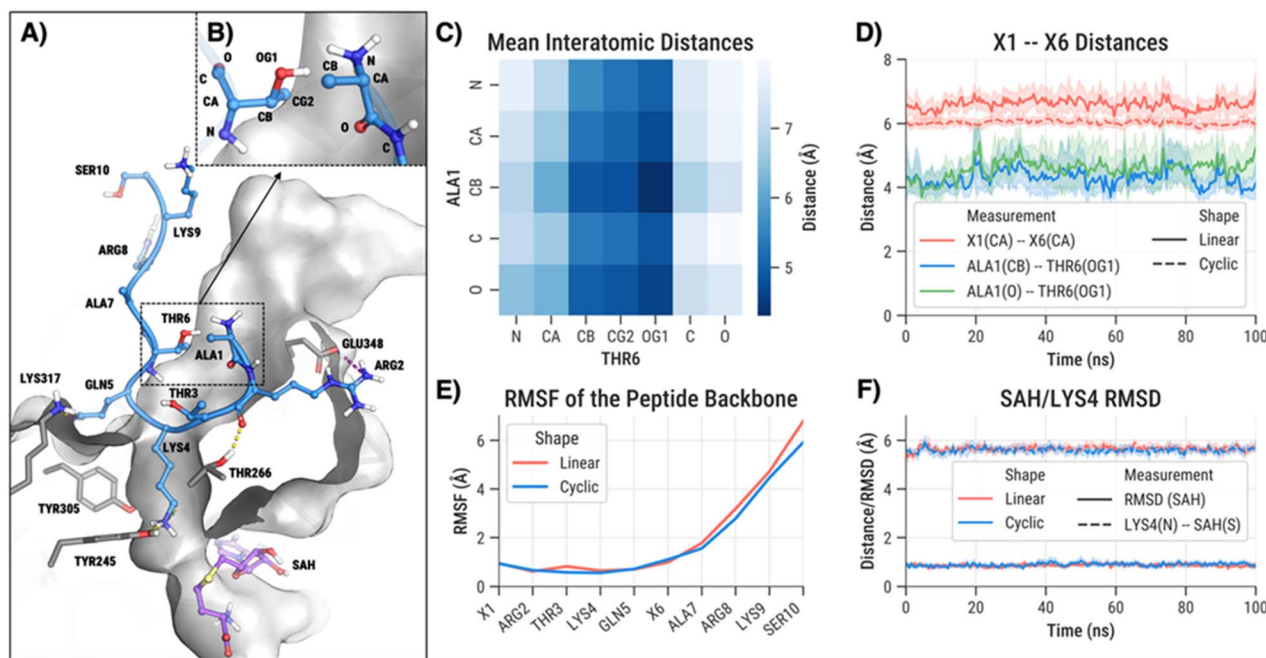 A)
B)
O
OG1
C
CA
CG2
CB
N
CB
N
CA
O
C
SER10
LYS9
ARG8
ALA7
THR6
ALA1
GLU348
ARG2
LYS317
GLN5
THR3
LYS4
THR266
TYR305
TYR245
SAH
C)
Mean Interatomic Distances
ALA1
N
CA
CB
C
O
N CA CB CG2 OG1 C O
THR6
7
6
5
Distance (Å)
D)
X1 -- X6 Distances
Distance (Å)
8
6
4
2
0
Measurement
X1(CA) -- X6(CA)
ALA1(CB) -- THR6(OG1)
ALA1(O) -- THR6(OG1)
Shape
Linear
Cyclic
0 20 40 60 80 100
Time (ns)
E)
RMSF of the Peptide Backbone
RMSF (Å)
6
4
2
0
Shape
Linear
Cyclic
X1 ARG2 THR3 LYS4 GLN5 X6 ALA7 ARG8 LYS9 SER10
F)
SAH/LYS4 RMSD
Distance/RMSD (Å)
6
4
2
0
Shape
Linear
Cyclic
Measurement
RMSD (SAH)
LYS4(N) -- SAH(S)
0 20 40 60 80 100
Time (ns)